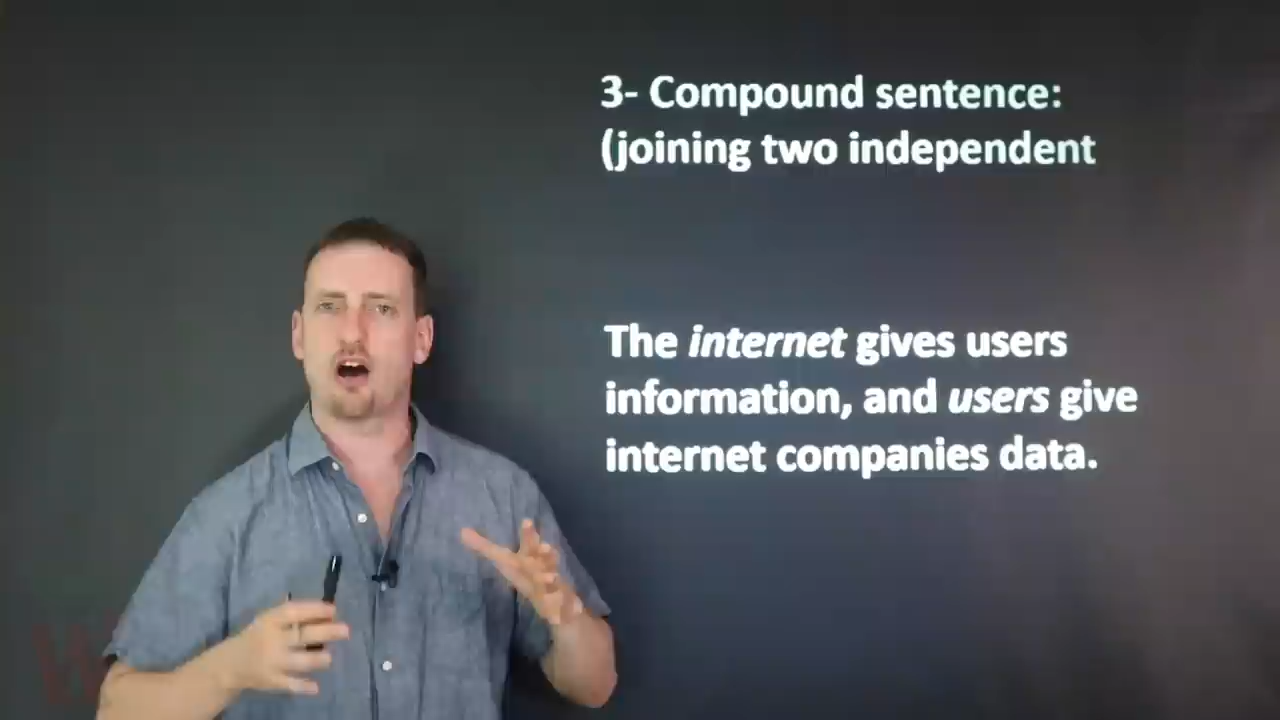 3- Compound sentence:
(joining two independent
The internet gives users
information, and users give
internet companies data.